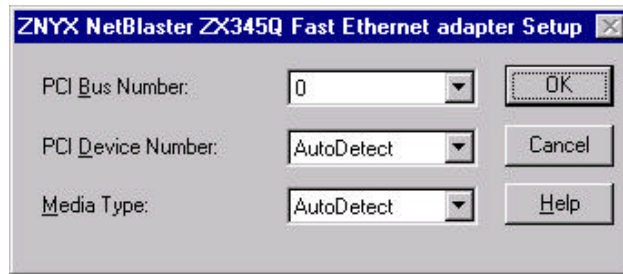 ZNYX NetBlaster ZX345Q Fast Ethernet adapter Setup
PCI Bus Number: 0 OK
PCI Device Number: AutoDetect Cancel
Media Type: AutoDetect Help